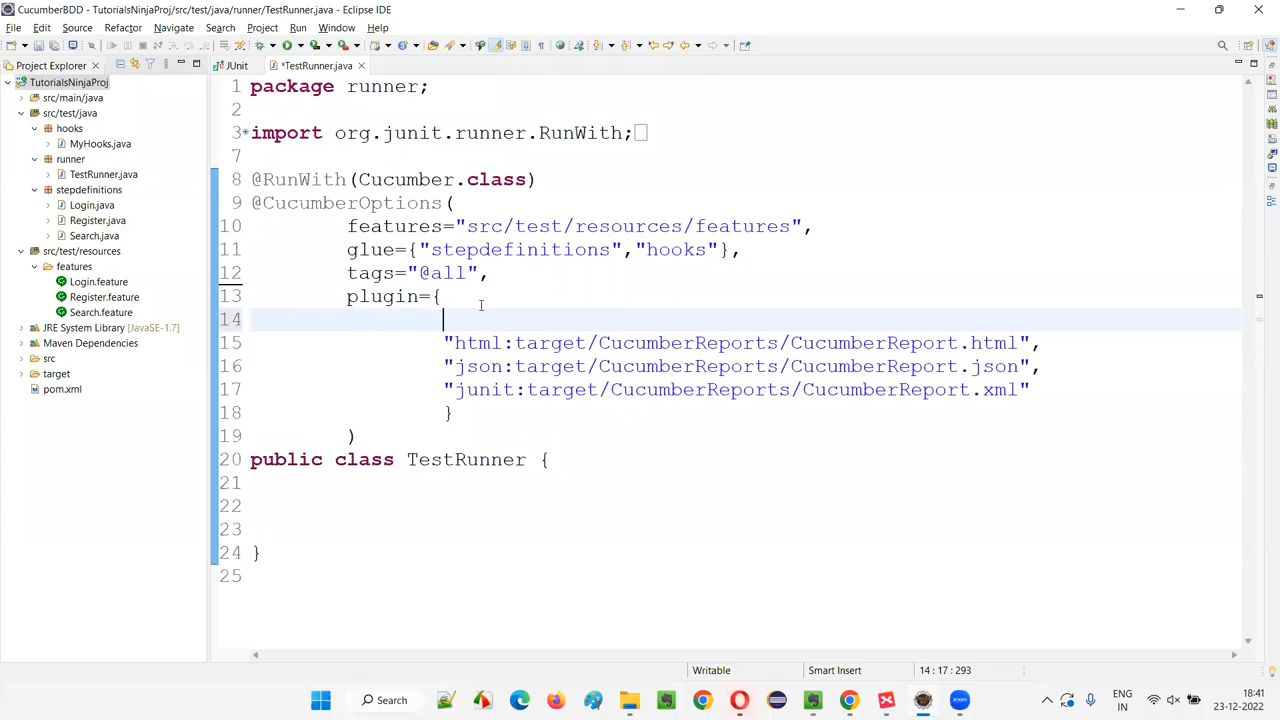 CucumberBDD - TutorialsNinjaProj/src/test/java/runner/TestRunner.java - Eclipse IDE
File Edit Source Refactor Navigate Search Project Run Window Help
Project Explorer
JUnit
*TestRunner.java
TutorialsNinjaProj
src/main/java
src/test/java
hooks
MyHooks.java
runner
TestRunner.java
stepdefinitions
Login.java
Register.java
Search.java
src/test/resources
features
Login.feature
Register.feature
Search.feature
JRE System Library [JavaSE-1.7]
Maven Dependencies
src
target
pom.xml
1 package runner;
2
3 import org.junit.runner.RunWith;
7
8 @RunWith(Cucumber.class)
9 @CucumberOptions(
10 features="src/test/resources/features",
11 glue={"stepdefinitions","hooks"},
12 tags="@all",
13 plugin={
14
15 "html:target/CucumberReports/CucumberReport.html",
16 "json:target/CucumberReports/CucumberReport.json",
17 "junit:target/CucumberReports/CucumberReport.xml"
18 }
19 )
20 public class TestRunner {
21
22
23
24 }
25
Writable Smart Insert 14 : 17 : 293
Search
ENG
IN
18:41
23-12-2022